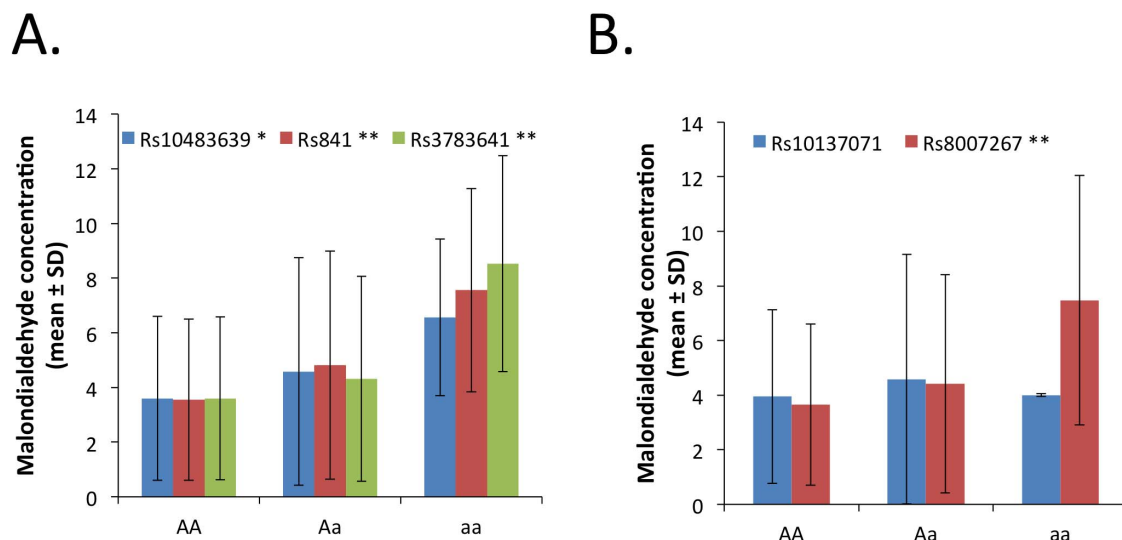 A.
Malondialdehyde concentration
(mean ± SD)
14
12
10
8
6
4
2
0
Rs10483639 *
Rs841 **
Rs3783641 **
AA
Aa
aa
B.
Malondialdehyde concentration
(mean ± SD)
14
12
10
8
6
4
2
0
Rs10137071
Rs8007267 **
AA
Aa
aa